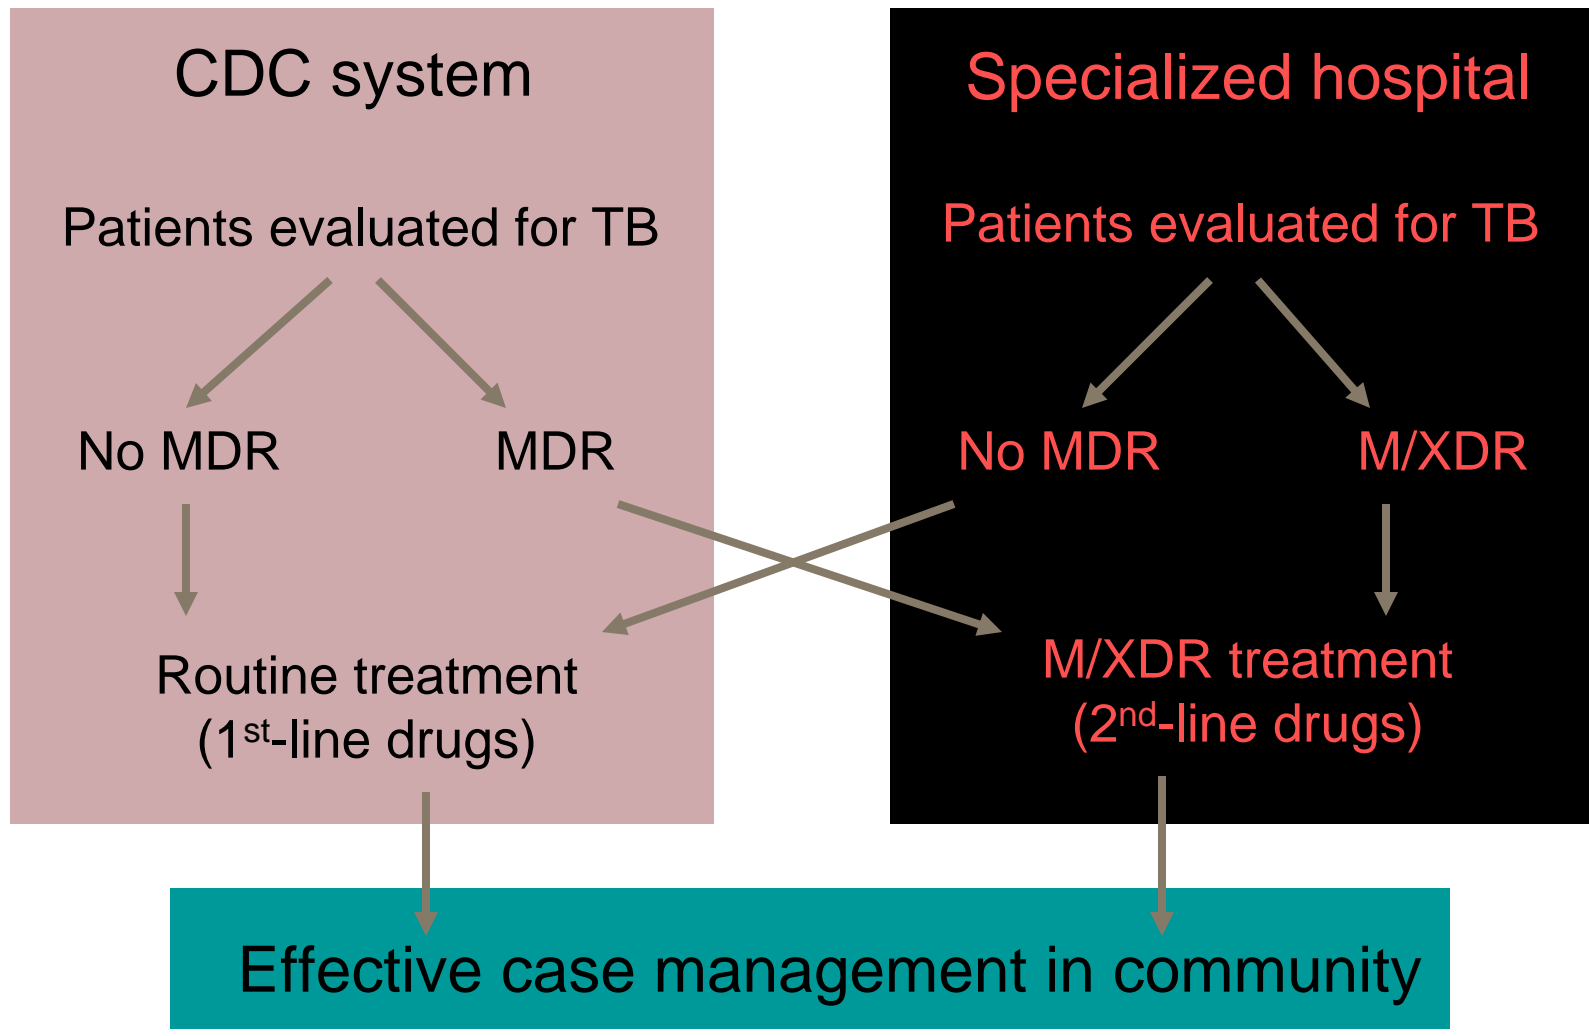 CDC system
Patients evaluated for TB
No MDR
MDR
Routine treatment
(1st-line drugs)
Specialized hospital
Patients evaluated for TB
No MDR
M/XDR
M/XDR treatment
(2nd-line drugs)
Effective case management in community